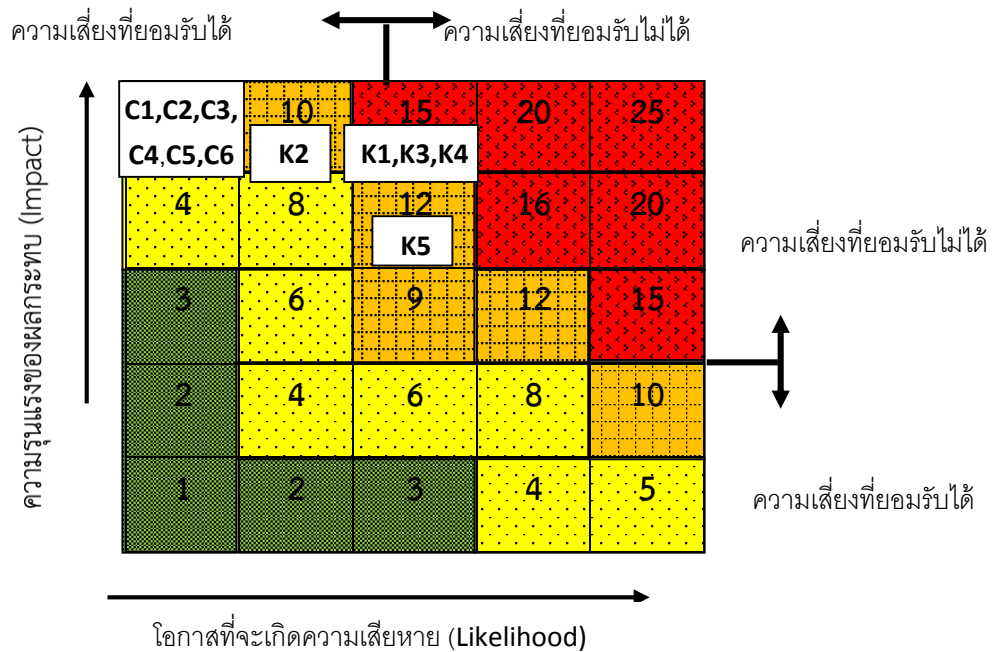 ความเสี่ยงที่ยอมรับได้
ความเสี่ยงที่ยอมรับไม่ได้
C1,C2,C3,
C4,C5,C6
10
15
20
25
K2
K1,K3,K4
4
8
12
16
20
K5
ความเสี่ยงที่ยอมรับไม่ได้
3
6
9
12
15
2
4
6
8
10
1
2
3
4
5
ความเสี่ยงที่ยอมรับได้
ความรุนแรงของผลกระทบ (Impact)
โอกาสที่จะเกิดความเสียหาย (Likelihood)